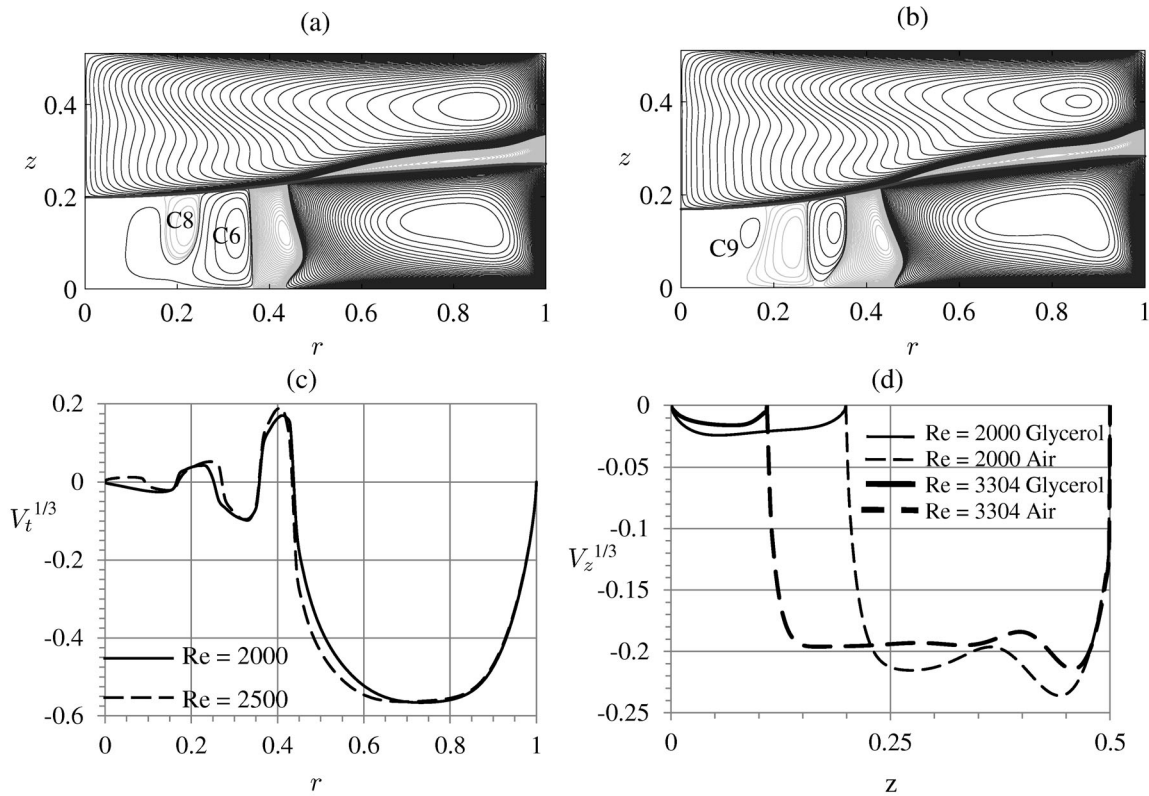 (a)
0.4
z
0.2
0
C8
C6
0
0.2
0.4
0.6
0.8
1
r
(b)
0.4
z
0.2
0
C9
0
0.2
0.4
0.6
0.8
1
r
(c)
0.2
0
V_t^{1/3}
-0.2
-0.4
-0.6
Re = 2000
Re = 2500
0
0.2
0.4
0.6
0.8
1
r
(d)
0
-0.05
-0.1
V_z^{1/3}
-0.15
-0.2
-0.25
Re = 2000 Glycerol
Re = 2000 Air
Re = 3304 Glycerol
Re = 3304 Air
0
0.25
0.5
z